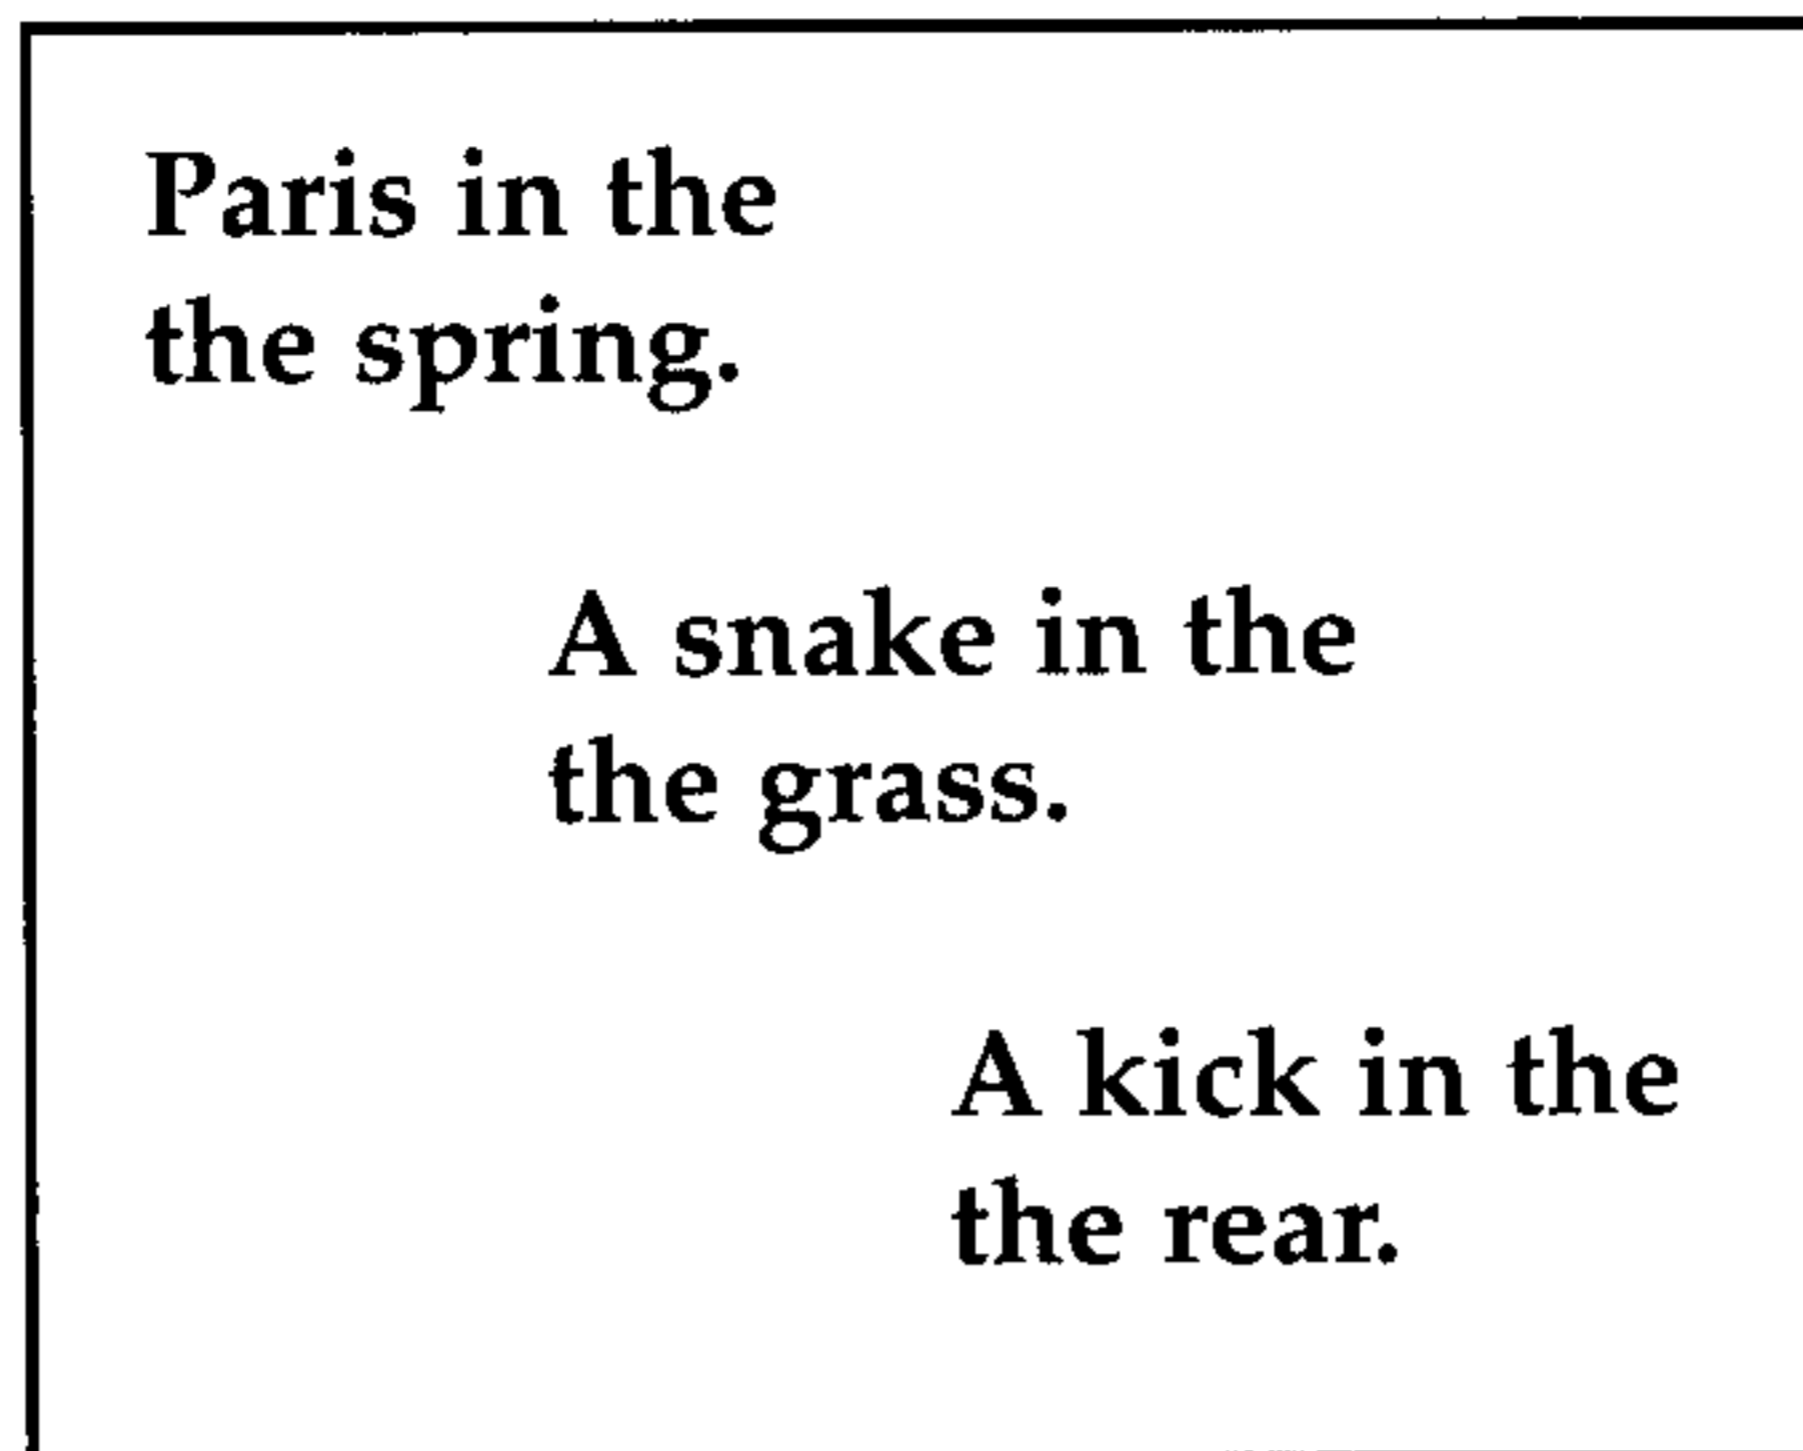 Paris in the
the spring.
A snake in the
the grass.
A kick in the
the rear.